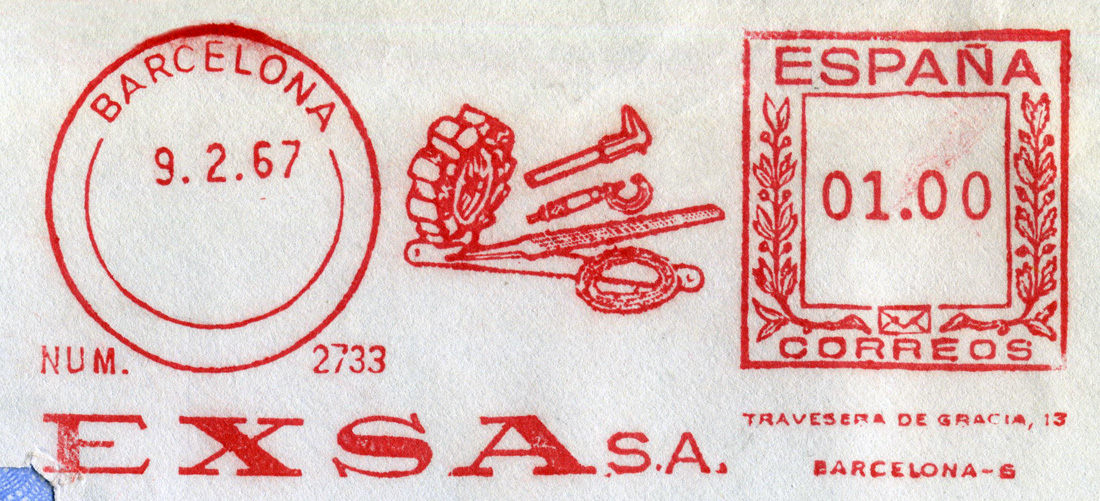 BARCELONA
9.2.67
NUM. 2733
ESPAÑA
01.00
CORREOS
EXSA S.A.
TRAVESERA DE GRACIA, 13
BARCELONA-6